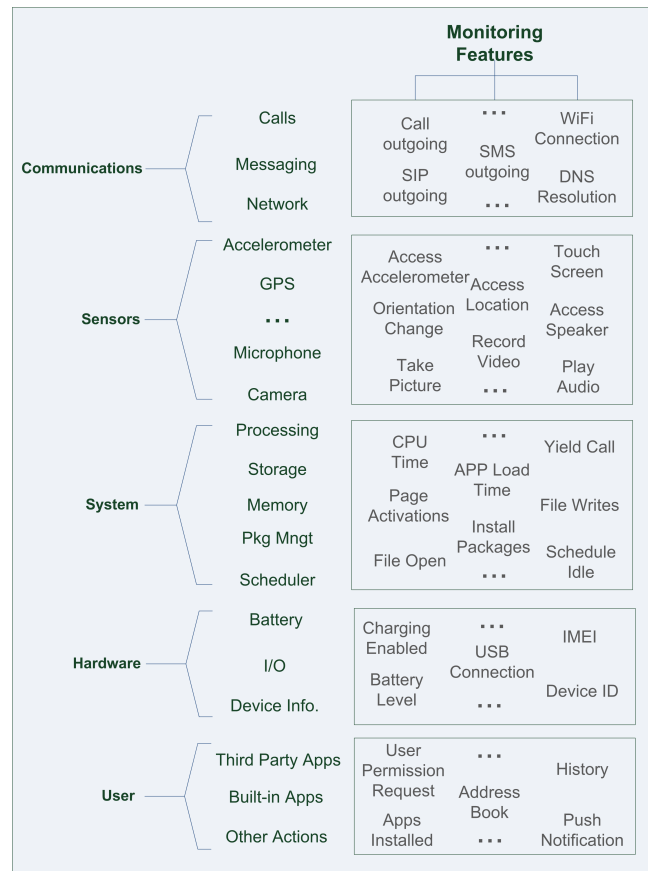 Monitoring
Features
Communications
Calls
Messaging
Network
Call
outgoing
SIP
outgoing
...
SMS
outgoing
...
WiFi
Connection
DNS
Resolution
Sensors
Accelerometer
GPS
...
Microphone
Camera
Access
Accelerometer
Orientation
Change
Take
Picture
...
Access
Location
Record
Video
...
Touch
Screen
Access
Speaker
Play
Audio
System
Processing
Storage
Memory
Pkg Mngt
Scheduler
CPU
Time
Page
Activations
File Open
...
APP Load
Time
Install
Packages
...
Yield Call
File Writes
Schedule
Idle
Hardware
Battery
I/O
Device Info.
Charging
Enabled
Battery
Level
...
USB
Connection
...
IMEI
Device ID
User
Third Party Apps
Built-in Apps
Other Actions
User
Permission
Request
Apps
Installed
...
Address
Book
...
History
Push
Notification